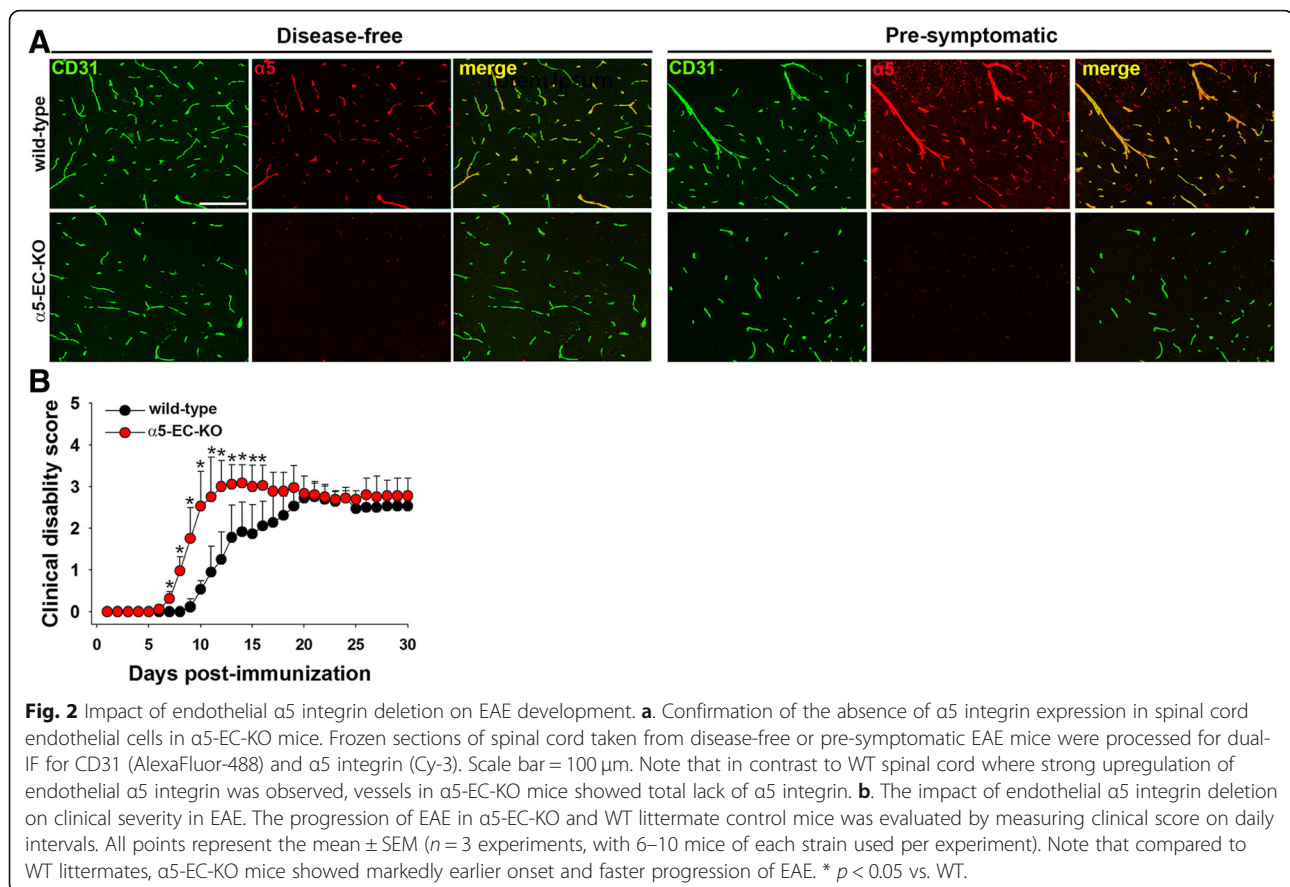 A
Disease-free
Pre-symptomatic
CD31
α5
merge
CD31
α5
merge
wild-type
α5-EC-KO
B
Clinical disablity score
5
4
3
2
1
0
wild-type
α5-EC-KO
* * * * * * * * * *
0 5 10 15 20 25 30
Days post-immunization
Fig. 2 Impact of endothelial α5 integrin deletion on EAE development. a. Confirmation of the absence of α5 integrin expression in spinal cord
endothelial cells in α5-EC-KO mice. Frozen sections of spinal cord taken from disease-free or pre-symptomatic EAE mice were processed for dual-
IF for CD31 (AlexaFluor-488) and α5 integrin (Cy-3). Scale bar = 100 μm. Note that in contrast to WT spinal cord where strong upregulation of
endothelial α5 integrin was observed, vessels in α5-EC-KO mice showed total lack of α5 integrin. b. The impact of endothelial α5 integrin deletion
on clinical severity in EAE. The progression of EAE in α5-EC-KO and WT littermate control mice was evaluated by measuring clinical score on daily
intervals. All points represent the mean ± SEM (n = 3 experiments, with 6–10 mice of each strain used per experiment). Note that compared to
WT littermates, α5-EC-KO mice showed markedly earlier onset and faster progression of EAE. * p < 0.05 vs. WT.